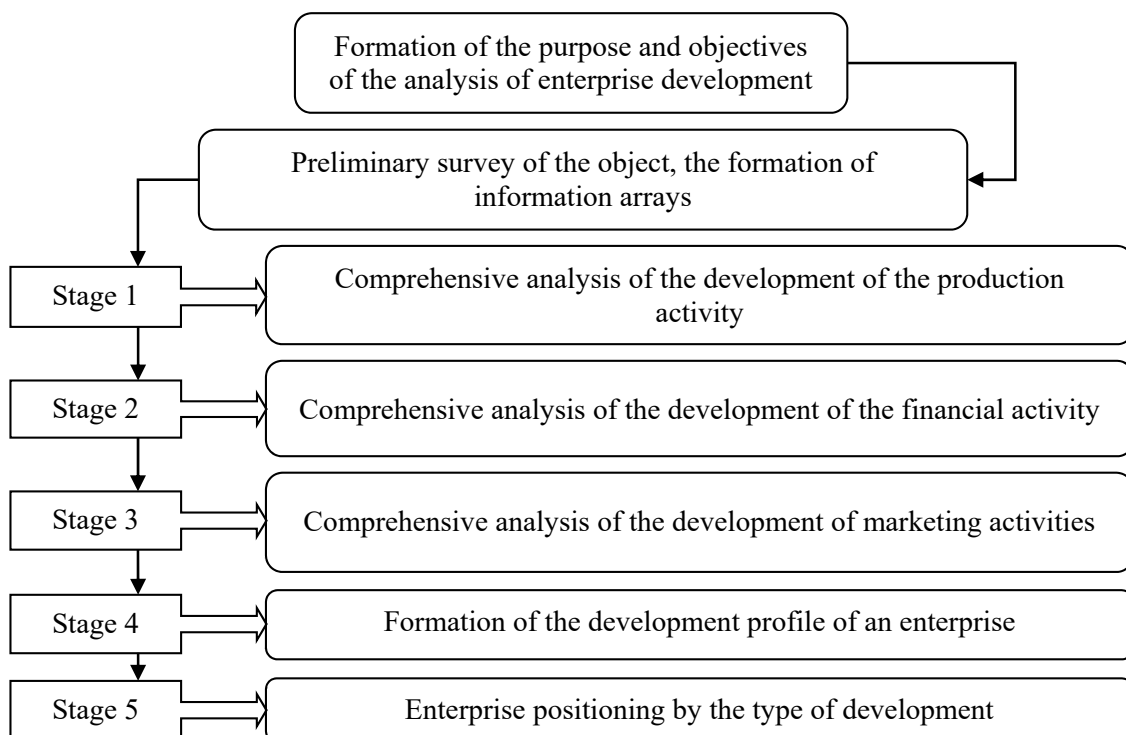 Formation of the purpose and objectives
of the analysis of enterprise development
Preliminary survey of the object, the formation of
information arrays
Stage 1
Comprehensive analysis of the development of the production
activity
Stage 2
Comprehensive analysis of the development of the financial activity
Stage 3
Comprehensive analysis of the development of marketing activities
Stage 4
Formation of the development profile of an enterprise
Stage 5
Enterprise positioning by the type of development